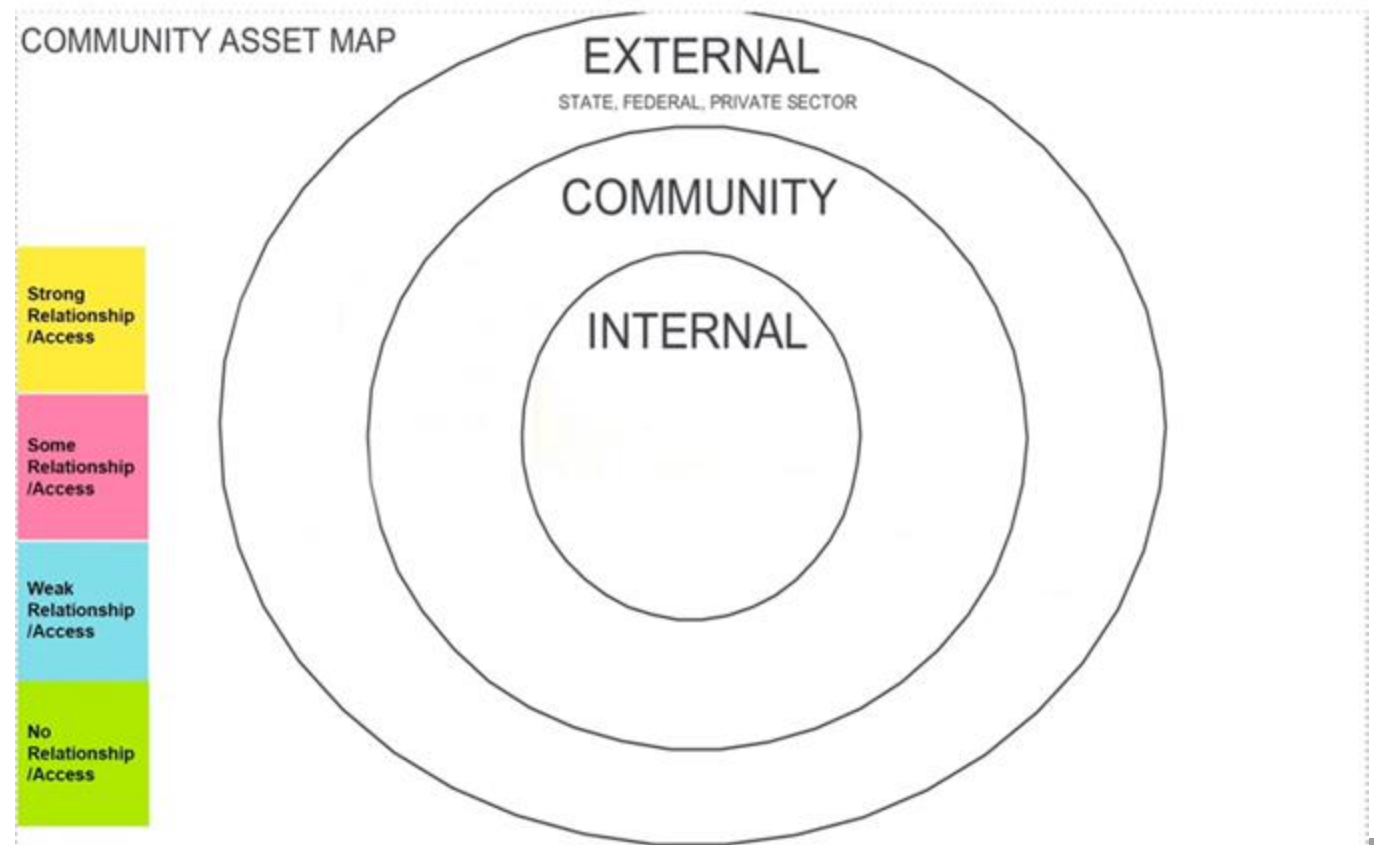 COMMUNITY ASSET MAP
EXTERNAL
STATE, FEDERAL, PRIVATE SECTOR
COMMUNITY
INTERNAL
Strong
Relationship
/Access
Some
Relationship
/Access
Weak
Relationship
/Access
No
Relationship
/Access